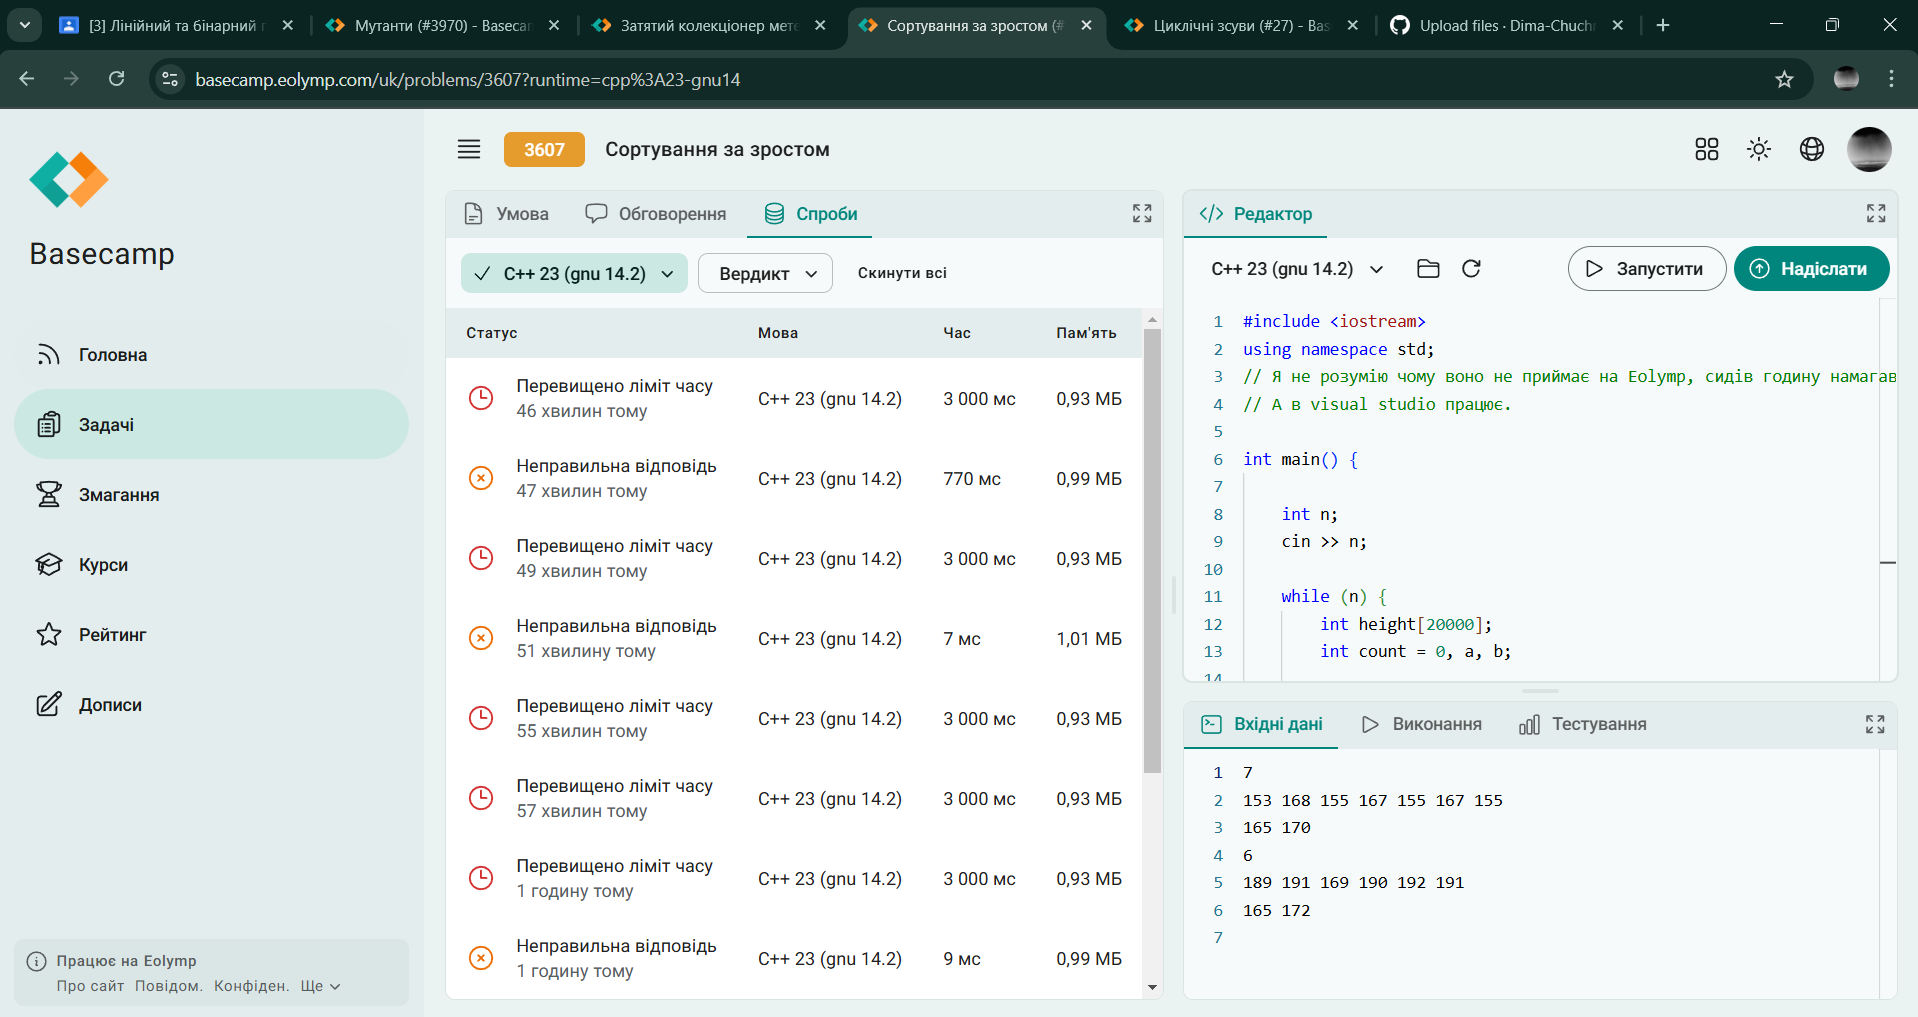 [3] Лінійний та бінарний
Мутанти (#3970) - Basecam
Затятий колекціонер мете
Сортування за зростом (#
Циклічні зсуви (#27) - Bas
Upload files · Dima-Chuch
basecamp.eolymp.com/uk/problems/3607?runtime=cpp%3A23-gnu14
Basecamp
Головна
Задачі
Змагання
Курси
Рейтинг
Дописи
Працює на Eolymp
Про сайт Повідом. Конфіден. Ще
3607 Сортування за зростом
Умова Обговорення Спроби
C++ 23 (gnu 14.2) Вердикт Скинути всі
Статус Мова Час Пам'ять
Перевищено ліміт часу
46 хвилин тому
C++ 23 (gnu 14.2) 3 000 мс 0,93 МБ
Неправильна відповідь
47 хвилин тому
C++ 23 (gnu 14.2) 770 мс 0,99 МБ
Перевищено ліміт часу
49 хвилин тому
C++ 23 (gnu 14.2) 3 000 мс 0,93 МБ
Неправильна відповідь
51 хвилину тому
C++ 23 (gnu 14.2) 7 мс 1,01 МБ
Перевищено ліміт часу
55 хвилин тому
C++ 23 (gnu 14.2) 3 000 мс 0,93 МБ
Перевищено ліміт часу
57 хвилин тому
C++ 23 (gnu 14.2) 3 000 мс 0,93 МБ
Перевищено ліміт часу
1 годину тому
C++ 23 (gnu 14.2) 3 000 мс 0,93 МБ
Неправильна відповідь
1 годину тому
C++ 23 (gnu 14.2) 9 мс 0,99 МБ
Редактор
C++ 23 (gnu 14.2) Запустити Надіслати
1 #include <iostream>
2 using namespace std;
3 // Я не розумію чому воно не приймає на Eolymp, сидів годину намагав
4 // А в visual studio працює.
5
6 int main() {
7
8 int n;
9 cin >> n;
10
11 while (n) {
12 int height[20000];
13 int count = 0, a, b;
14
Вхідні дані Виконання Тестування
1 7
2 153 168 155 167 155 167 155
3 165 170
4 6
5 189 191 169 190 192 191
6 165 172
7